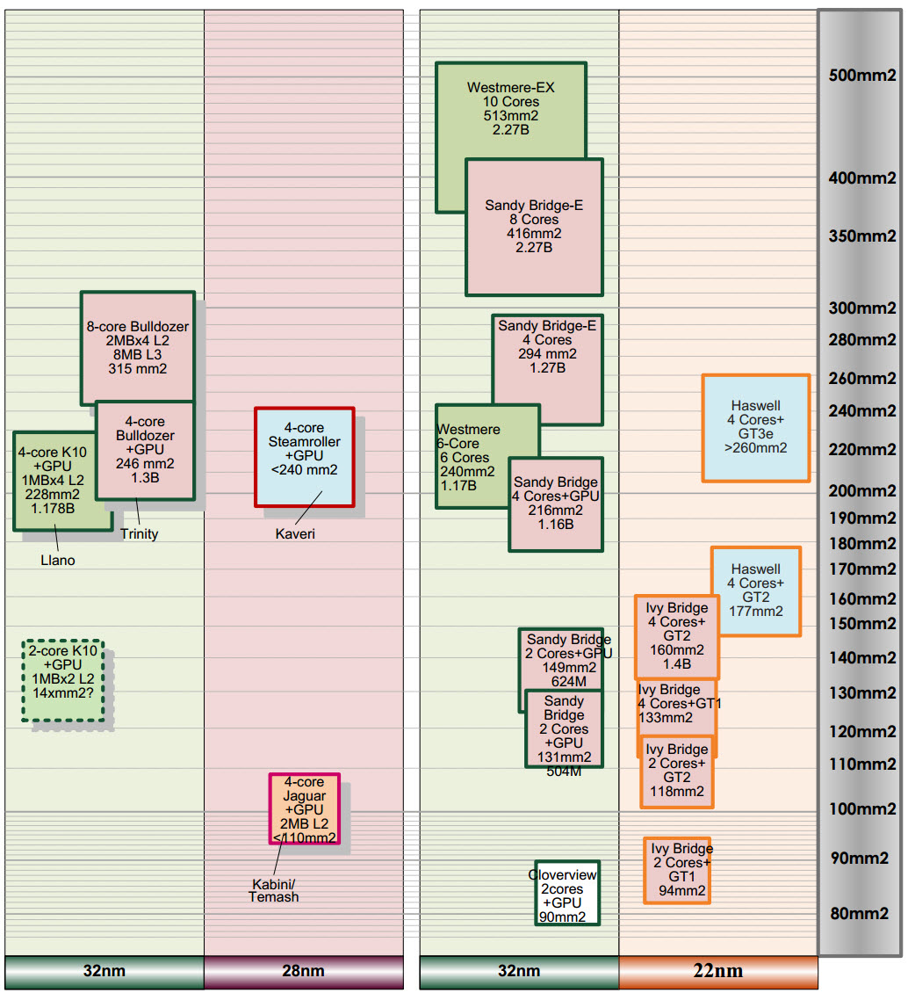 Westmere-EX
10 Cores
513mm2
2.27B
Sandy Bridge-E
8 Cores
416mm2
2.27B
8-core Bulldozer
2MBx4 L2
8MB L3
315 mm2
4-core
Bulldozer
+GPU
246 mm2
1.3B
4-core K10
+GPU
1MBx4 L2
228mm2
1.178B
Trinity
Llano
2-core K10
+GPU
1MBx2 L2
14xmm2?
4-core
Steamroller
+GPU
<240 mm2
Kaveri
4-core
Jaguar
+GPU
2MB L2
<110mm2
Kabini/
Temash
Sandy Bridge-E
4 Cores
294 mm2
1.27B
Westmere
6-Core
6 Cores
240mm2
1.17B
Sandy Bridge
4 Cores+GPU
216mm2
1.16B
Sandy Bridge
2 Cores+GPU
149mm2
624M
Sandy
Bridge
2 Cores
+GPU
131mm2
504M
Cloverview
2cores
+GPU
90mm2
Haswell
4 Cores+
GT3e
>260mm2
Haswell
4 Cores+
GT2
177mm2
Ivy Bridge
4 Cores+
GT2
160mm2
1.4B
Ivy Bridge
4 Cores+GT1
133mm2
Ivy Bridge
2 Cores+
GT2
118mm2
Ivy Bridge
2 Cores+
GT1
94mm2
500mm2
400mm2
350mm2
300mm2
280mm2
260mm2
240mm2
220mm2
200mm2
190mm2
180mm2
170mm2
160mm2
150mm2
140mm2
130mm2
120mm2
110mm2
100mm2
90mm2
80mm2
32nm
28nm
32nm
22nm